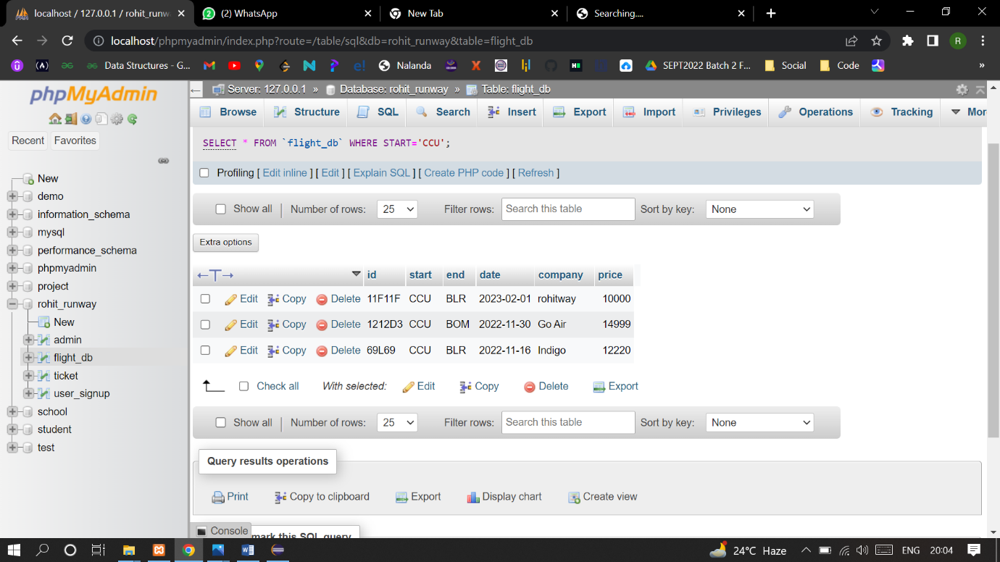 localhost / 127.0.0.1 / rohit_runw
(2) WhatsApp
New Tab
Searching....
localhost/phpmyadmin/index.php?route=/table/sql&db=rohit_runway&table=flight_db
R
Data Structures - G...
Nalanda
SEPT2022 Batch 2 F...
Social
Code
»
phpMyAdmin
Recent
Favorites
New
demo
information_schema
mysql
performance_schema
phpmyadmin
project
rohit_runway
New
admin
flight_db
ticket
user_signup
school
student
test
Server: 127.0.0.1 » Database: rohit_runway » Table: flight_db
Browse Structure SQL Search Insert Export Import Privileges Operations Tracking Mor
SELECT * FROM `flight_db` WHERE START='CCU';
Profiling [ Edit inline ] [ Edit ] [ Explain SQL ] [ Create PHP code ] [ Refresh ]
Show all | Number of rows: 25 Filter rows: Search this table Sort by key: None
Extra options
←T→ id start end date company price
Edit Copy Delete 11F11F CCU BLR 2023-02-01 rohitway 10000
Edit Copy Delete 1212D3 CCU BOM 2022-11-30 Go Air 14999
Edit Copy Delete 69L69 CCU BLR 2022-11-16 Indigo 12220
Check all With selected: Edit Copy Delete Export
Show all | Number of rows: 25 Filter rows: Search this table Sort by key: None
Query results operations
Print Copy to clipboard Export Display chart Create view
Console
mark this SQL query
24°C Haze ENG 20:04